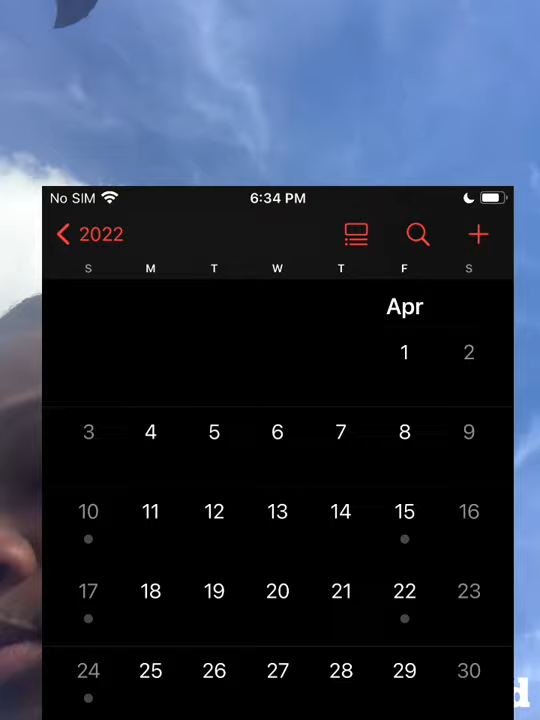 No SIM 6:34 PM
2022
S M T W T F S
Apr
1 2
3 4 5 6 7 8 9
10 11 12 13 14 15 16
17 18 19 20 21 22 23
24 25 26 27 28 29 30
d